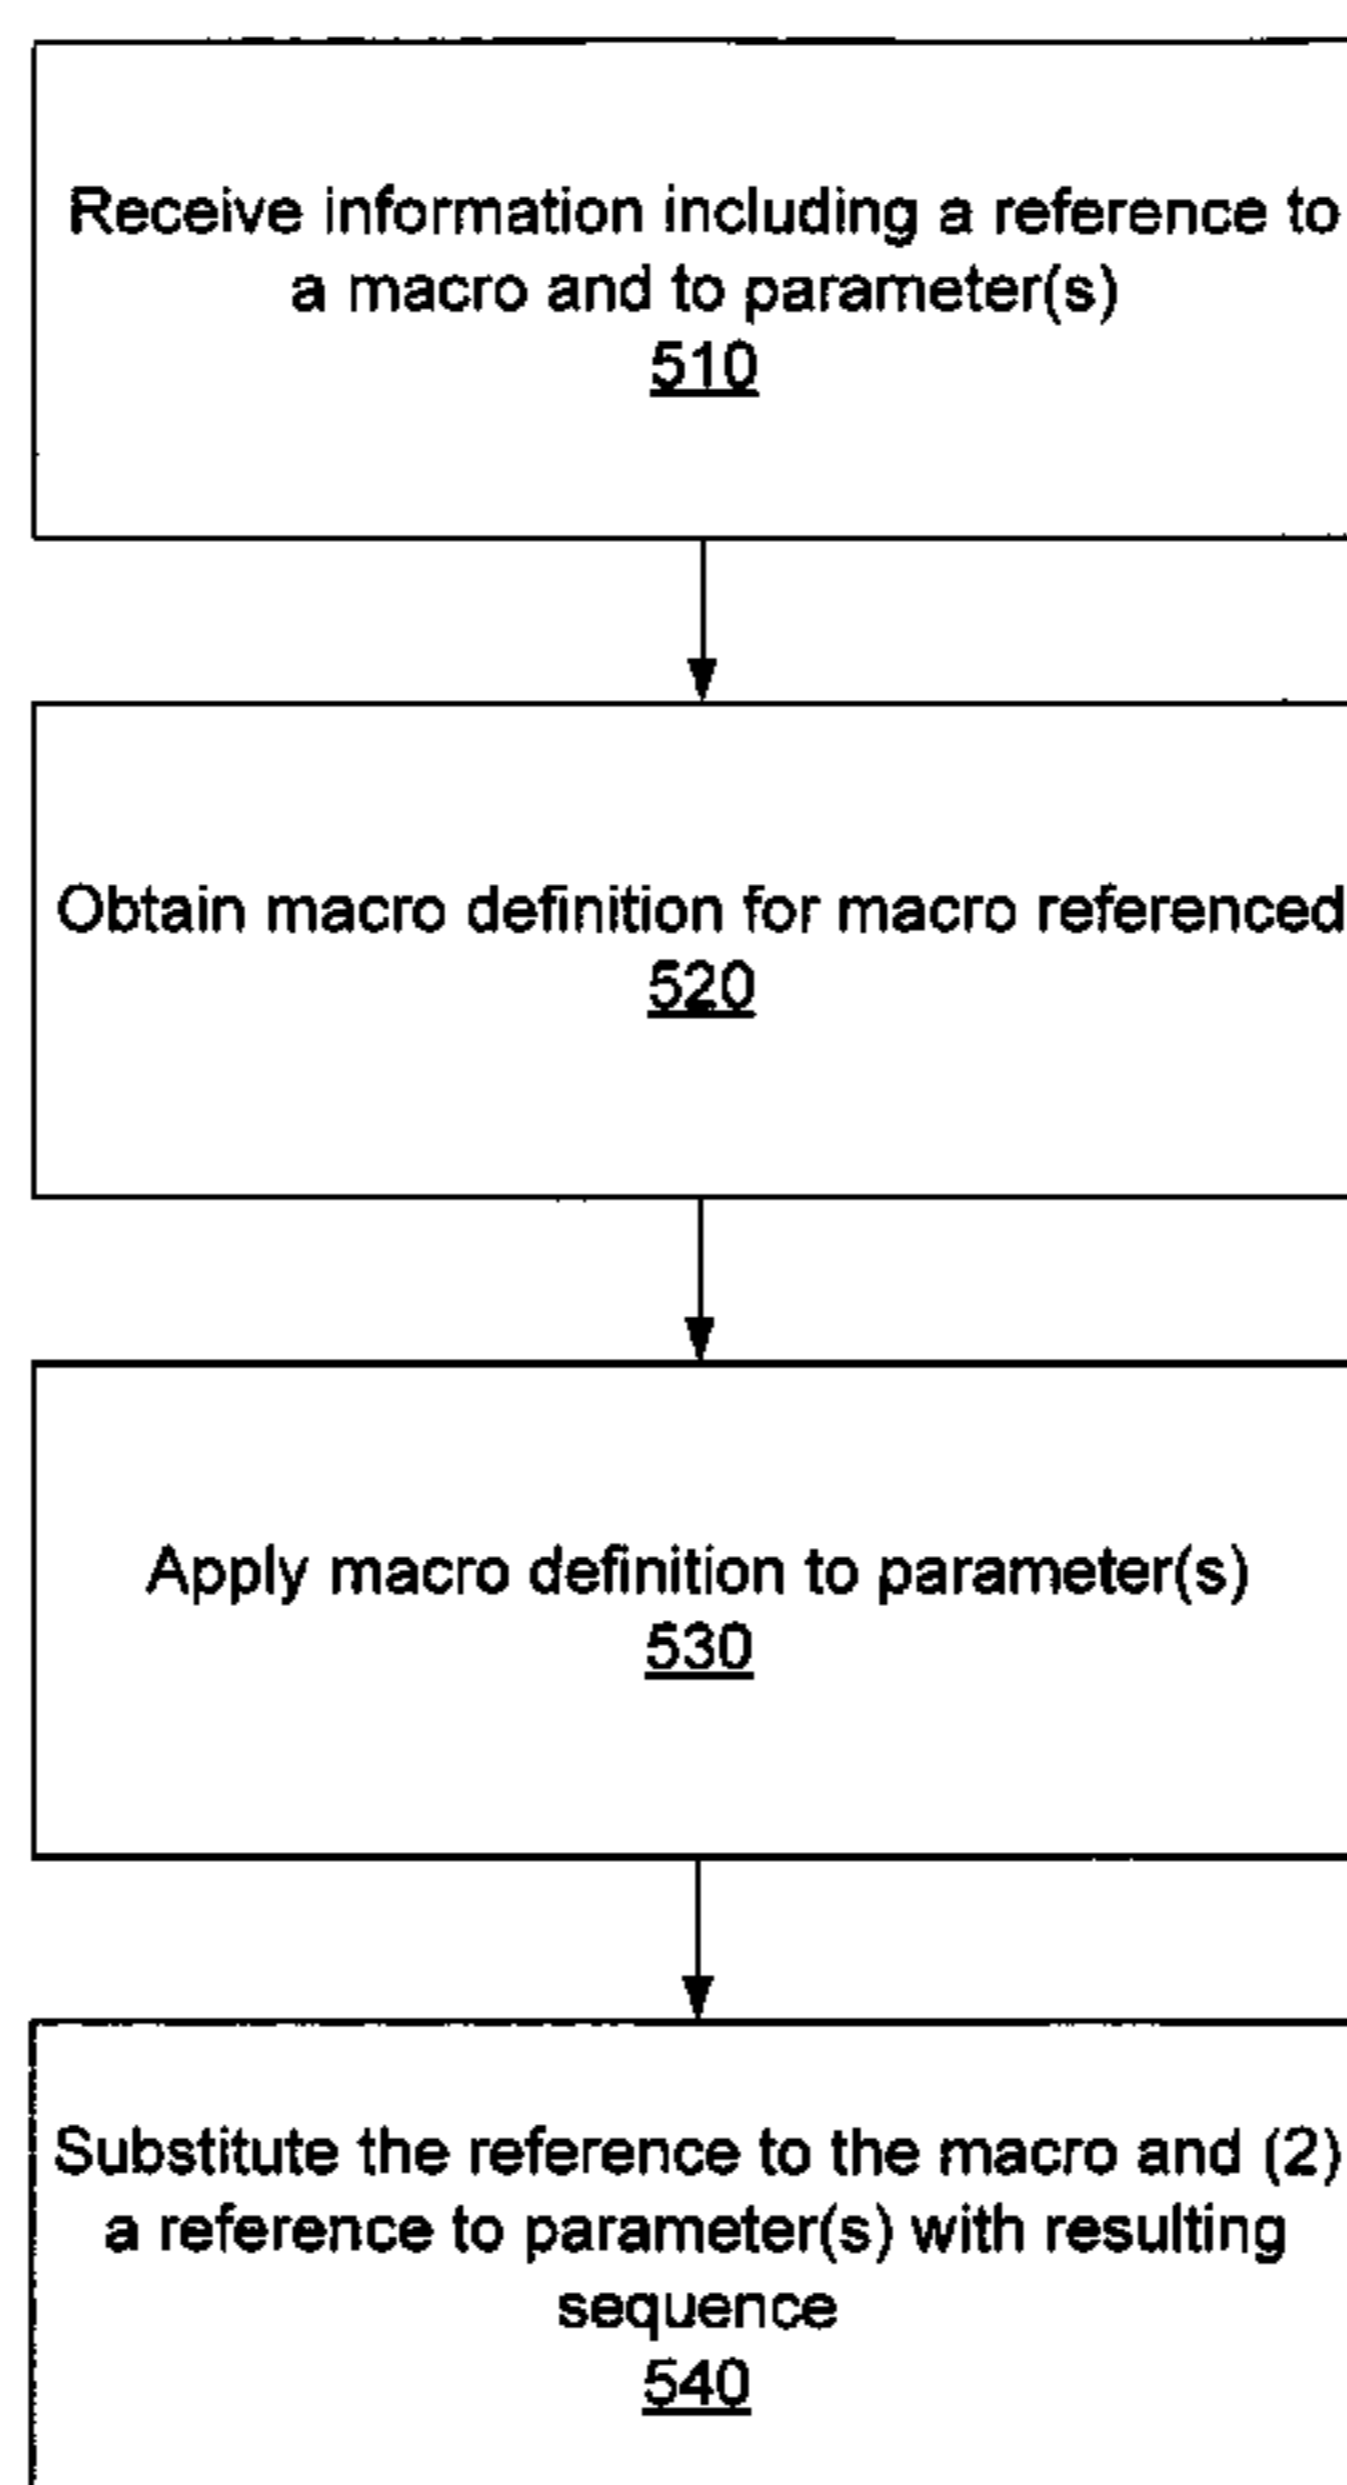 Receive information including a reference to
a macro and to parameter(s)
510
Obtain macro definition for macro referenced
520
Apply macro definition to parameter(s)
530
Substitute the reference to the macro and (2)
a reference to parameter(s) with resulting
sequence
540